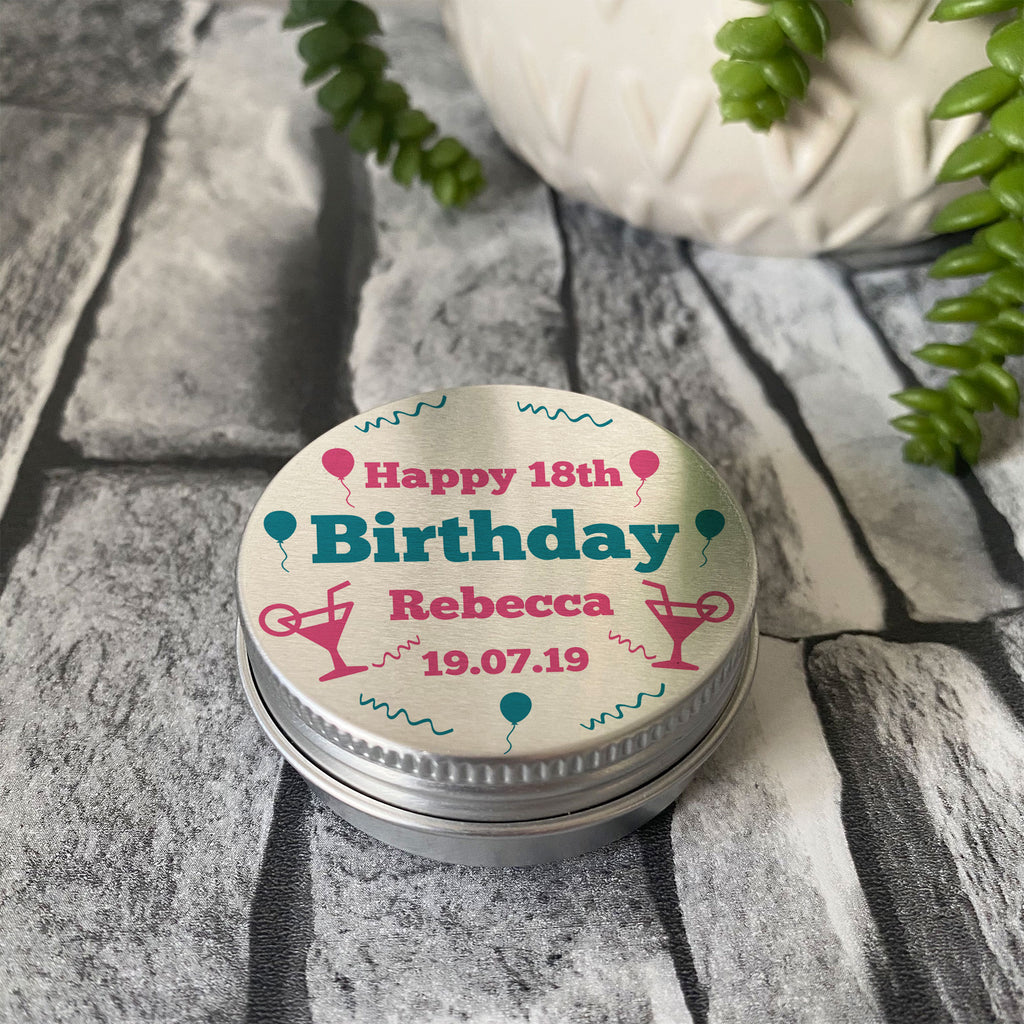 Happy 18th
Birthday
Rebecca
19.07.19